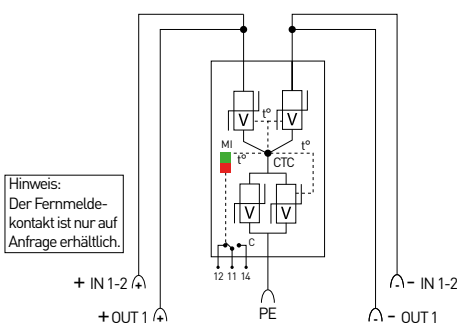 V
V
t°
MI
t°
t°
CTC
Hinweis:
Der Fernmelde-
kontakt ist nur auf
Anfrage erhältlich.
V
V
C
12 11 14
+ IN 1-2 +
- - IN 1-2
PE
+ OUT 1 +
- - OUT 1